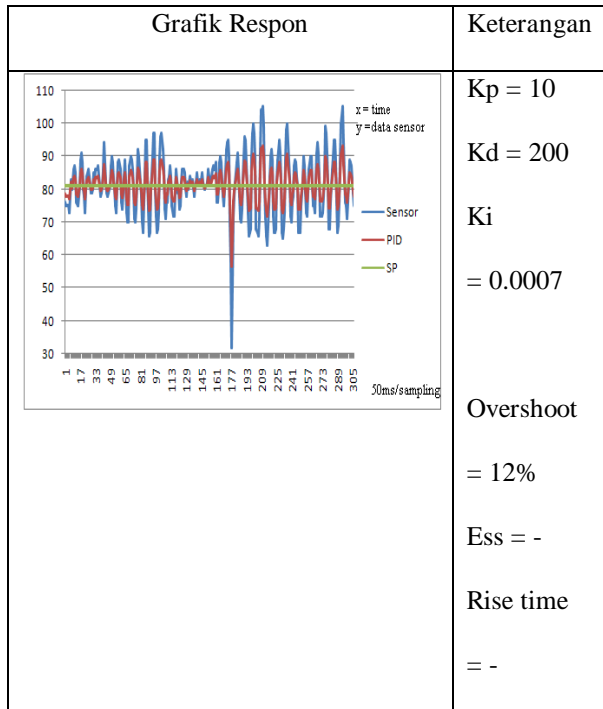 Grafik Respon
Keterangan
110
100
90
80
70
60
50
40
30
x = time
y =data sensor
Sensor
PID
SP
1 17 33 49 65 81 97 113 129 145 161 177 193 209 225 241 257 273 289 305
50ms/sampling
Kp = 10
Kd = 200
Ki
= 0.0007
Overshoot
= 12%
Ess = -
Rise time
= -